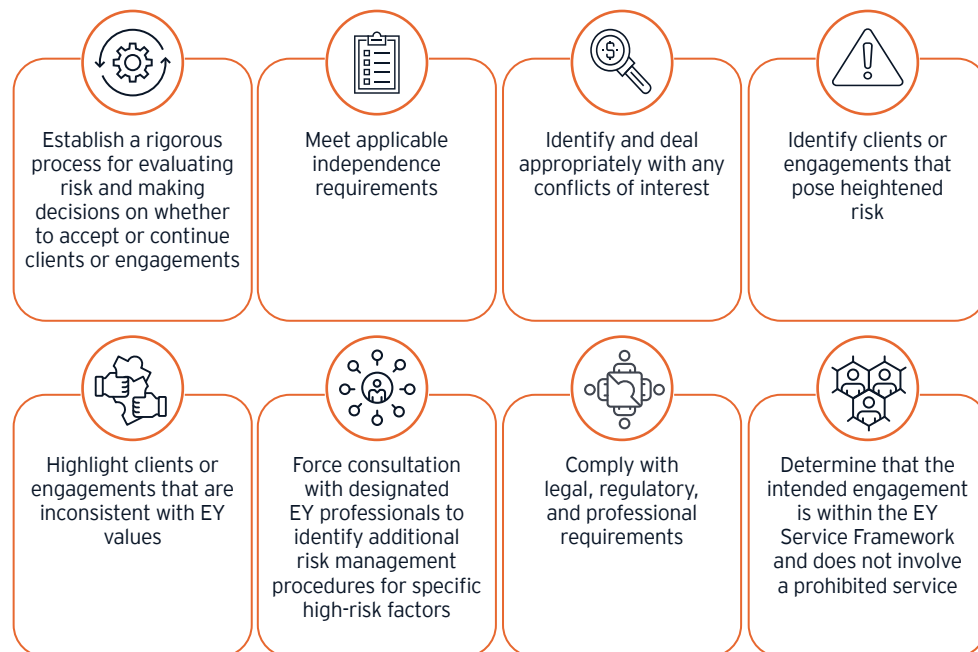 Establish a rigorous
process for evaluating
risk and making
decisions on whether
to accept or continue
clients or engagements
Meet applicable
independence
requirements
$
Identify and deal
appropriately with any
conflicts of interest
Identify clients or
engagements that
pose heightened
risk
Highlight clients or
engagements that are
inconsistent with EY
values
Force consultation
with designated
EY professionals to
identify additional
risk management
procedures for specific
high-risk factors
Comply with
legal, regulatory,
and professional
requirements
Determine that the
intended engagement
is within the EY
Service Framework
and does not involve
a prohibited service